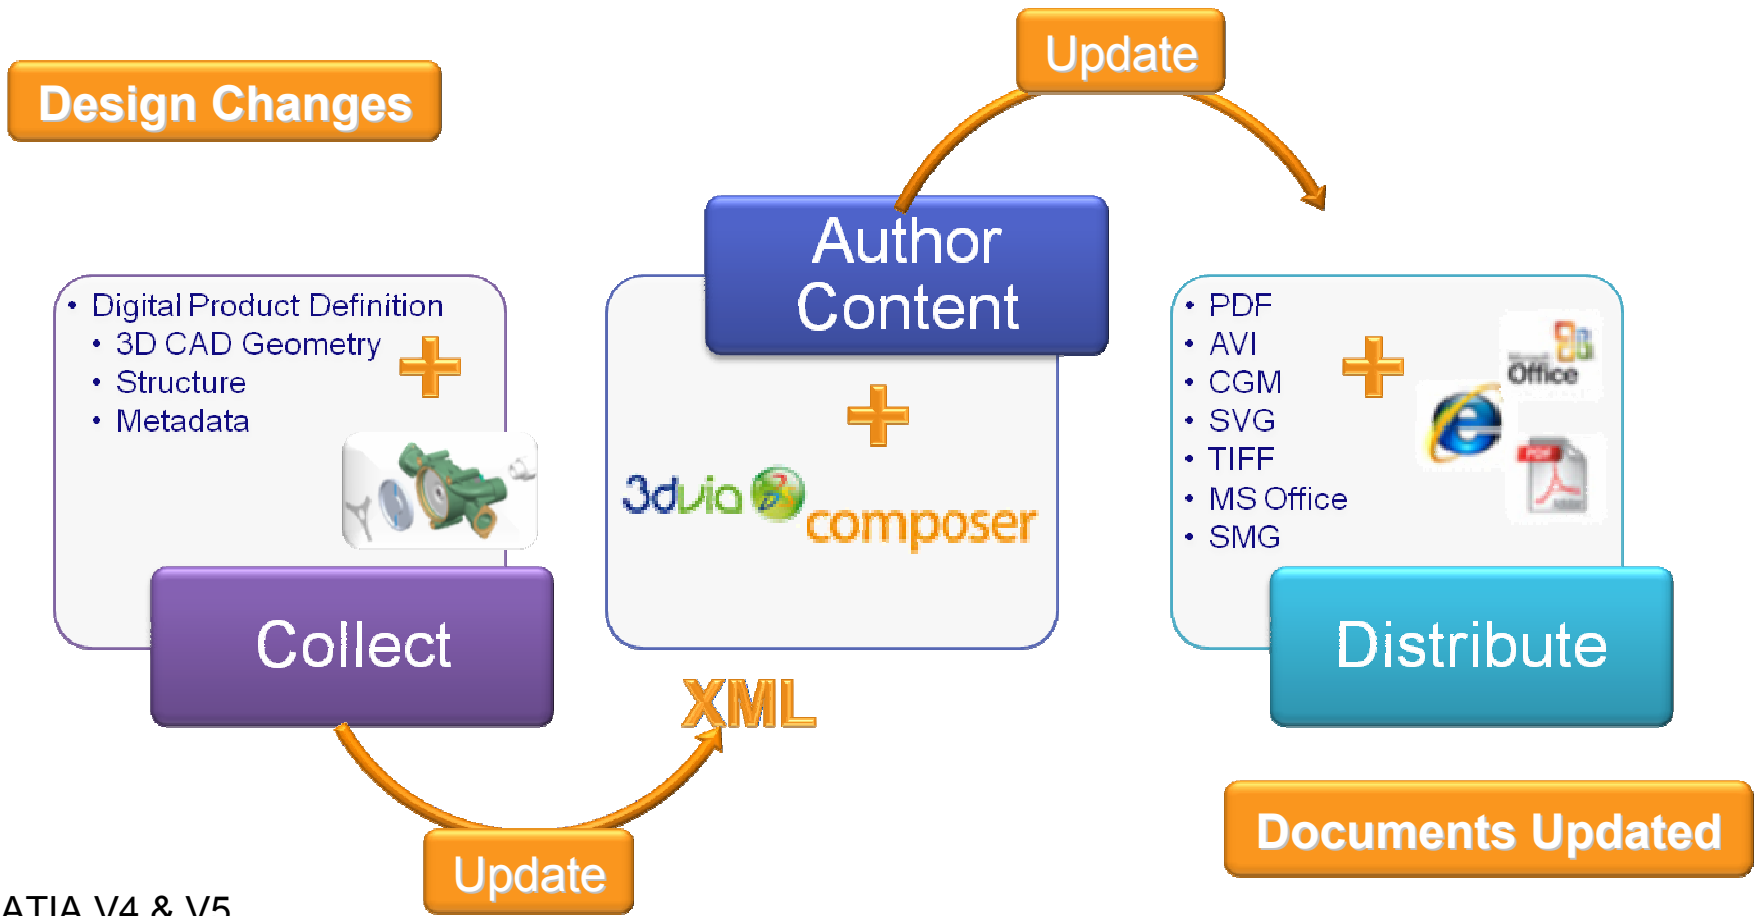 Update
Design Changes
Author
Content
• Digital Product Definition
• 3D CAD Geometry
• Structure
• Metadata
3dvia
composer
• PDF
• AVI
• CGM
• SVG
• TIFF
• MS Office
• SMG
Microsoft
Office
PDF
Collect
Distribute
XML
Update
Documents Updated
ATIA V4 & V5